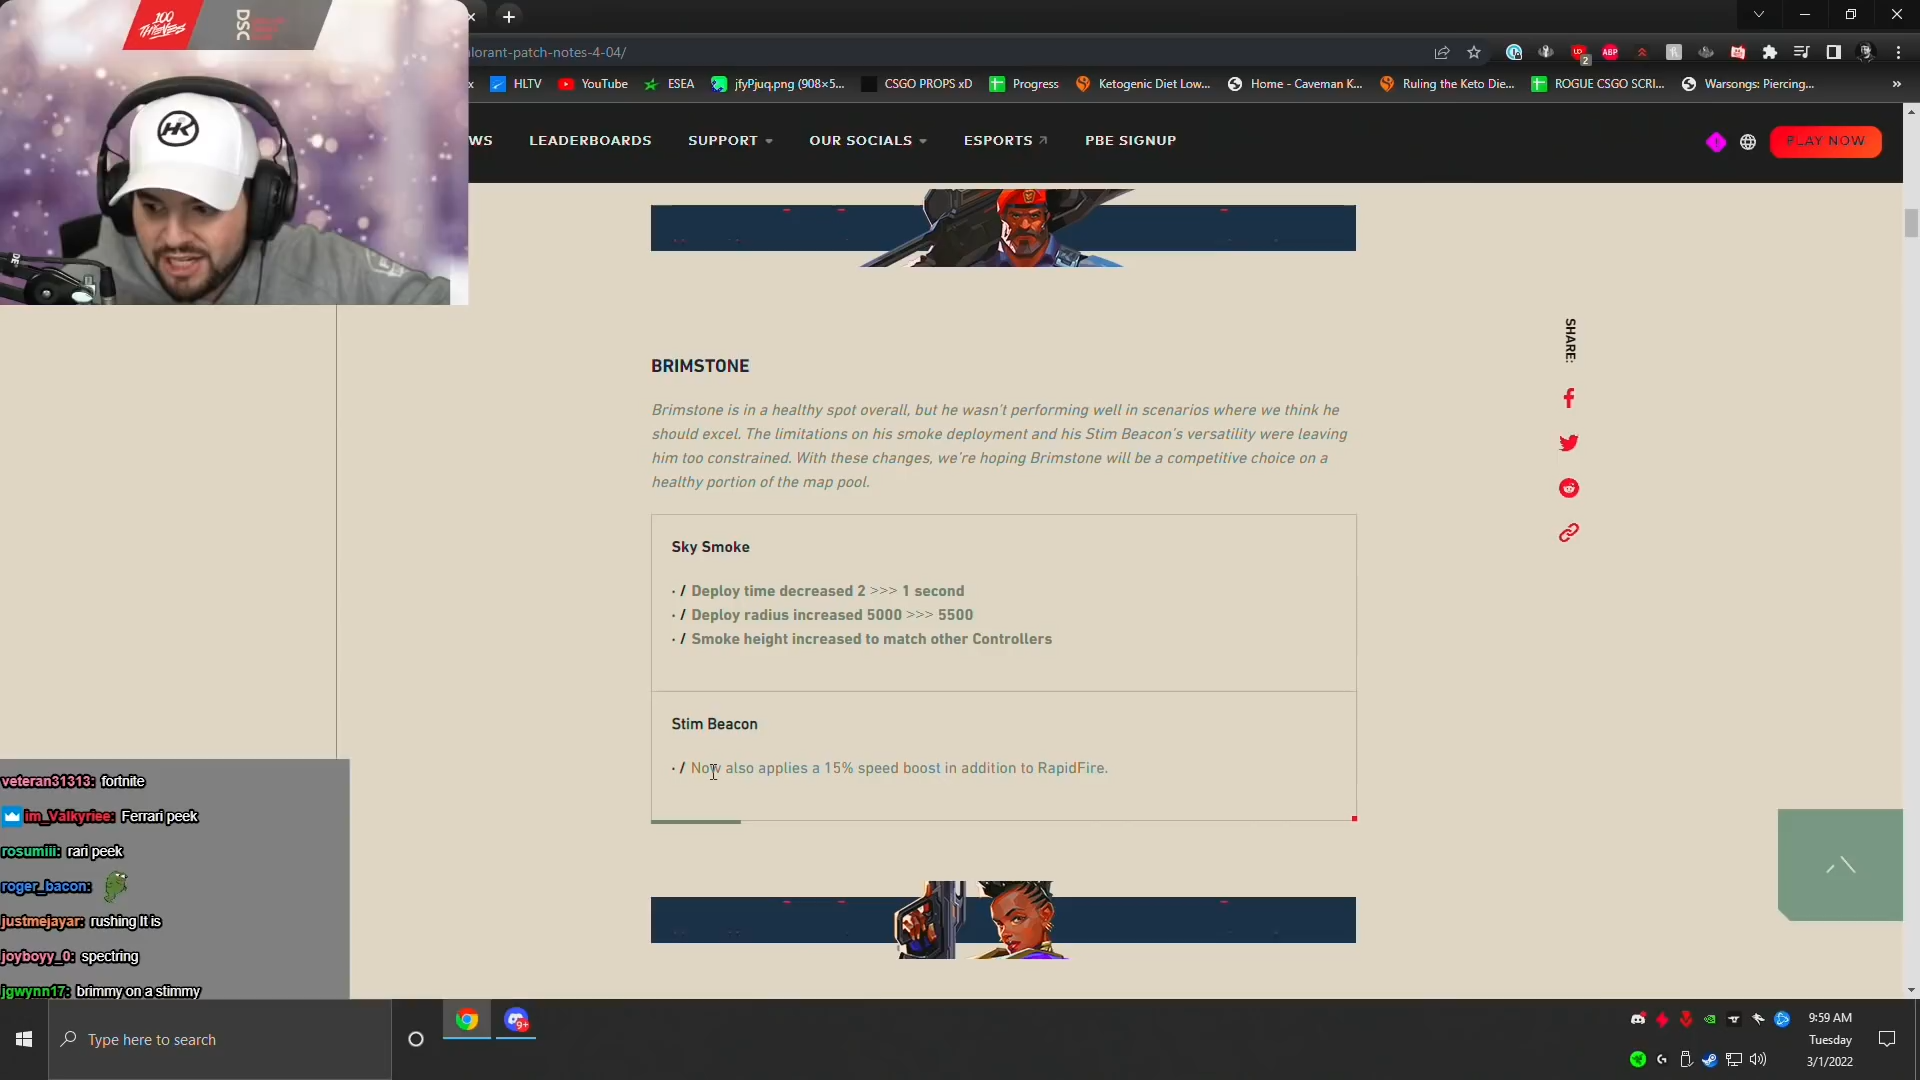 100
THIEVES
DSC
HK
lorant-patch-notes-4-04/
2
ABP
x
HLTV
YouTube
ESEA
jfyPjuq.png (908×5...
CSGO PROPS xD
Progress
Ketogenic Diet Low...
Home - Caveman K...
Ruling the Keto Die...
ROGUE CSGO SCRI...
Warsongs: Piercing...
»
WS
LEADERBOARDS
SUPPORT
OUR SOCIALS
ESPORTS
PBE SIGNUP
PLAY NOW
SHARE:
BRIMSTONE
Brimstone is in a healthy spot overall, but he wasn't performing well in scenarios where we think he
should excel. The limitations on his smoke deployment and his Stim Beacon's versatility were leaving
him too constrained. With these changes, we're hoping Brimstone will be a competitive choice on a
healthy portion of the map pool.
Sky Smoke
· / Deploy time decreased 2 >>> 1 second
· / Deploy radius increased 5000 >>> 5500
· / Smoke height increased to match other Controllers
Stim Beacon
· / Now also applies a 15% speed boost in addition to RapidFire.
veteran31313: fortnite
im_Valkyriee: Ferrari peek
rosumiii: rari peek
roger_bacon:
justmejayar: rushing It is
joyboyy_0: spectring
jgwynn17: brimmy on a stimmy
Type here to search
9+
9:59 AM
Tuesday
3/1/2022